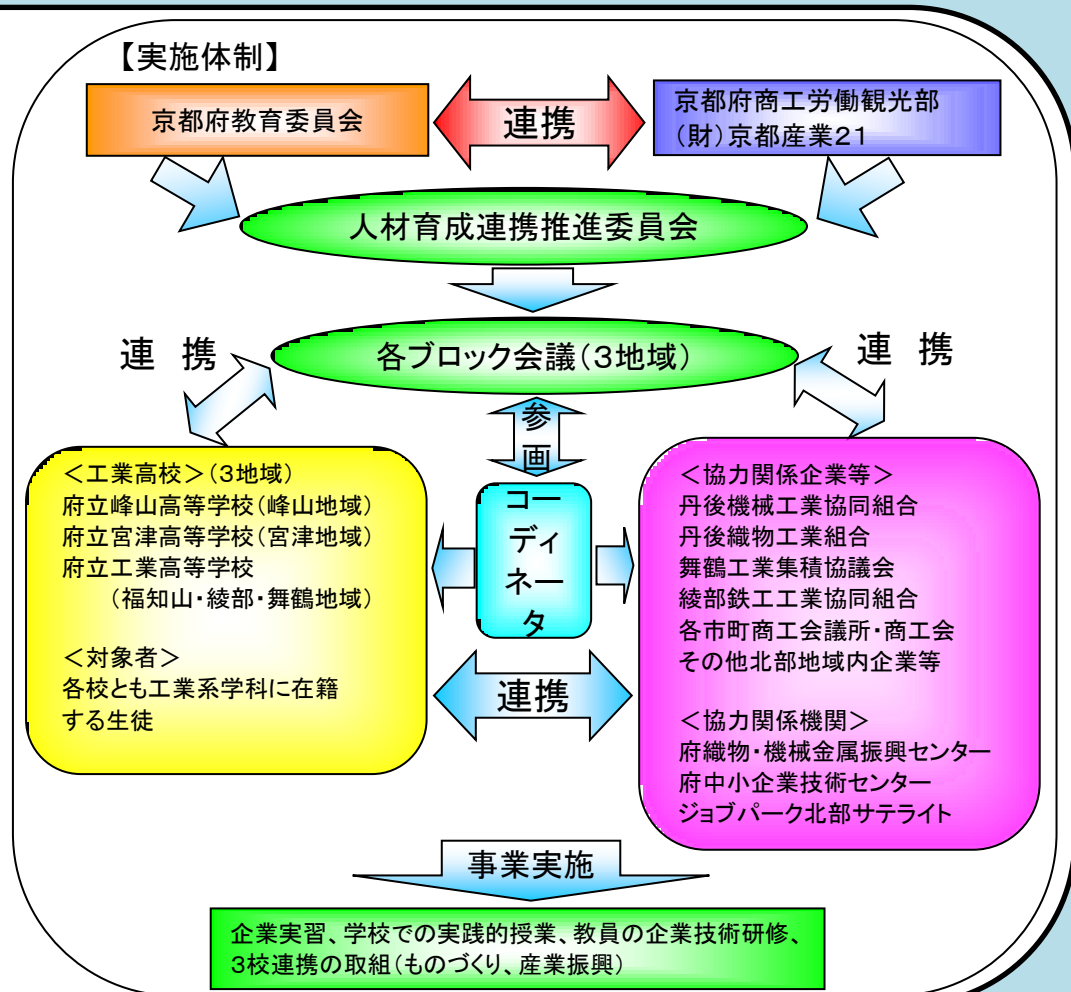 【実施体制】
京都府教育委員会
連携
京都府商工労働観光部
(財)京都産業21
人材育成連携推進委員会
連 携
各ブロック会議(3地域)
連 携
参
画
<工業高校>(3地域)
府立峰山高等学校(峰山地域)
府立宮津高等学校(宮津地域)
府立工業高等学校
(福知山・綾部・舞鶴地域)
<対象者>
各校とも工業系学科に在籍
する生徒
コー
ディ
ネー
タ
連携
<協力関係企業等>
丹後機械工業協同組合
丹後織物工業組合
舞鶴工業集積協議会
綾部鉄工工業協同組合
各市町商工会議所・商工会
その他北部地域内企業等
<協力関係機関>
府織物・機械金属振興センター
府中小企業技術センター
ジョブパーク北部サテライト
事業実施
企業実習、学校での実践的授業、教員の企業技術研修、
3校連携の取組(ものづくり、産業振興)